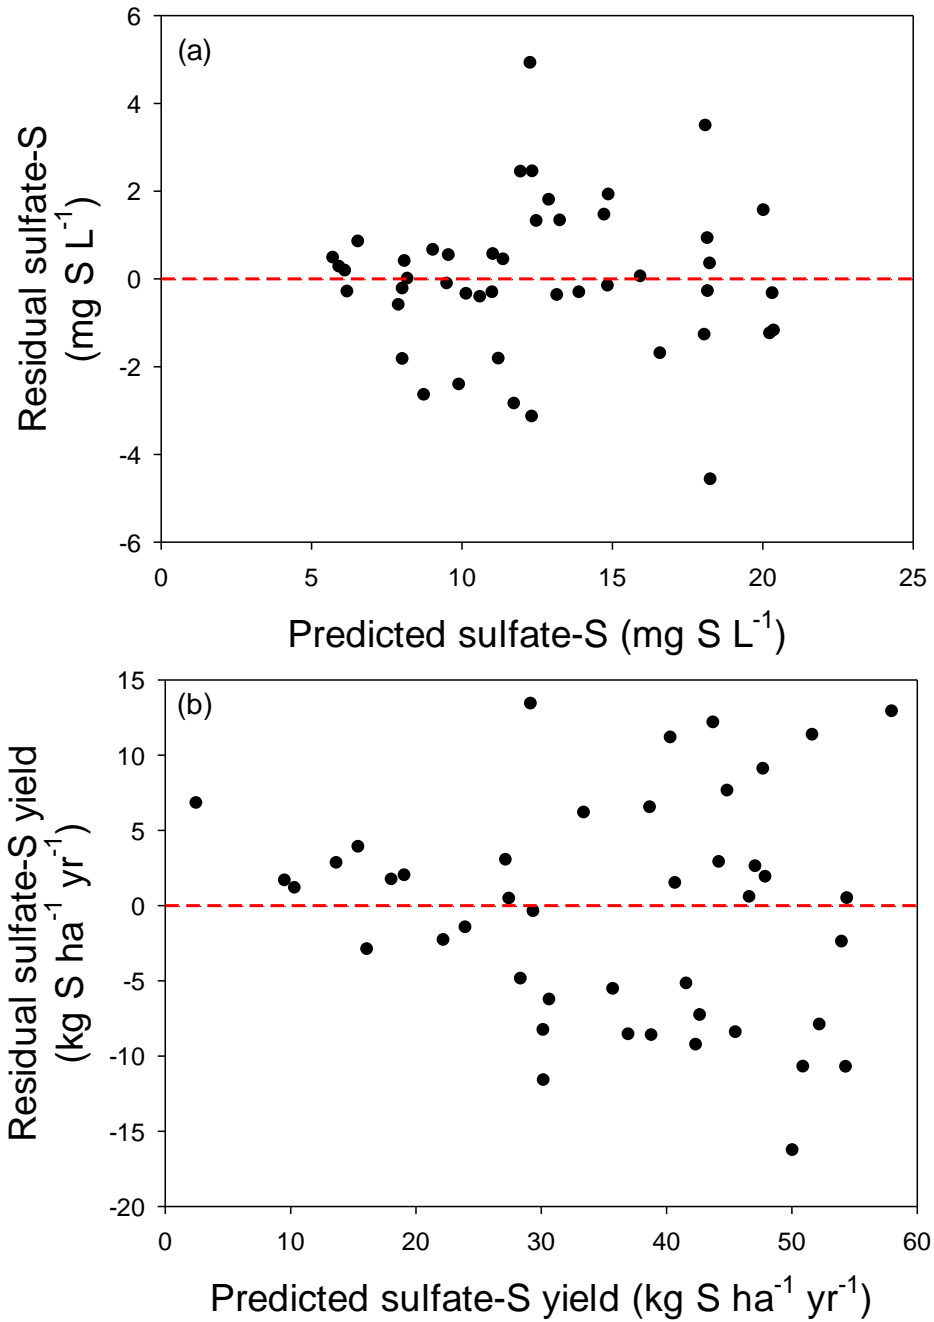 (a)
6
4
2
0
-2
-4
-6
Residual sulfate-S
(mg S L⁻¹)
0 5 10 15 20 25
Predicted sulfate-S (mg S L⁻¹)
(b)
15
10
5
0
-5
-10
-15
-20
Residual sulfate-S yield
(kg S ha⁻¹ yr⁻¹)
0 10 20 30 40 50 60
Predicted sulfate-S yield (kg S ha⁻¹ yr⁻¹)